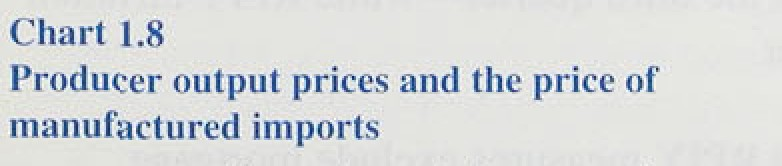 Chart 1.8
Producer output prices and the price of
manufactured imports